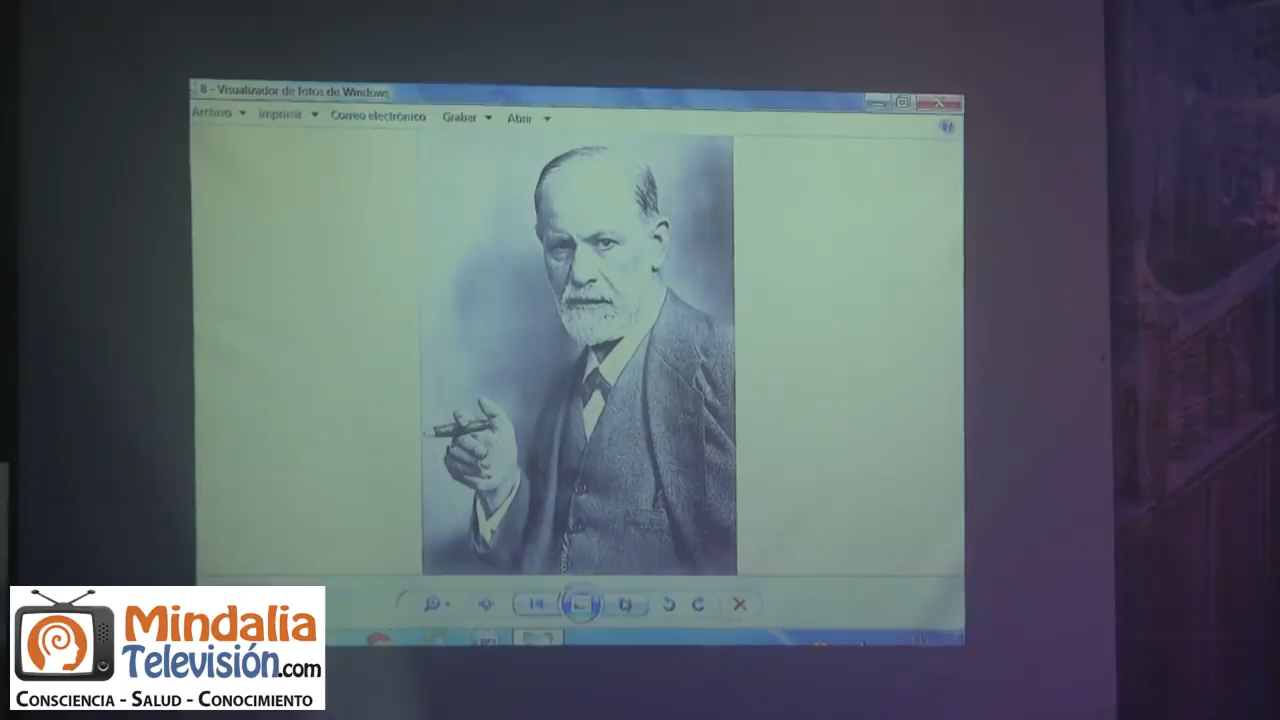 8 - Visualizador de fotos de Windows
Archivo Imprimir Correo electrónico Grabar Abrir
Mindalia
Televisión.com
Consciencia - Salud - Conocimiento